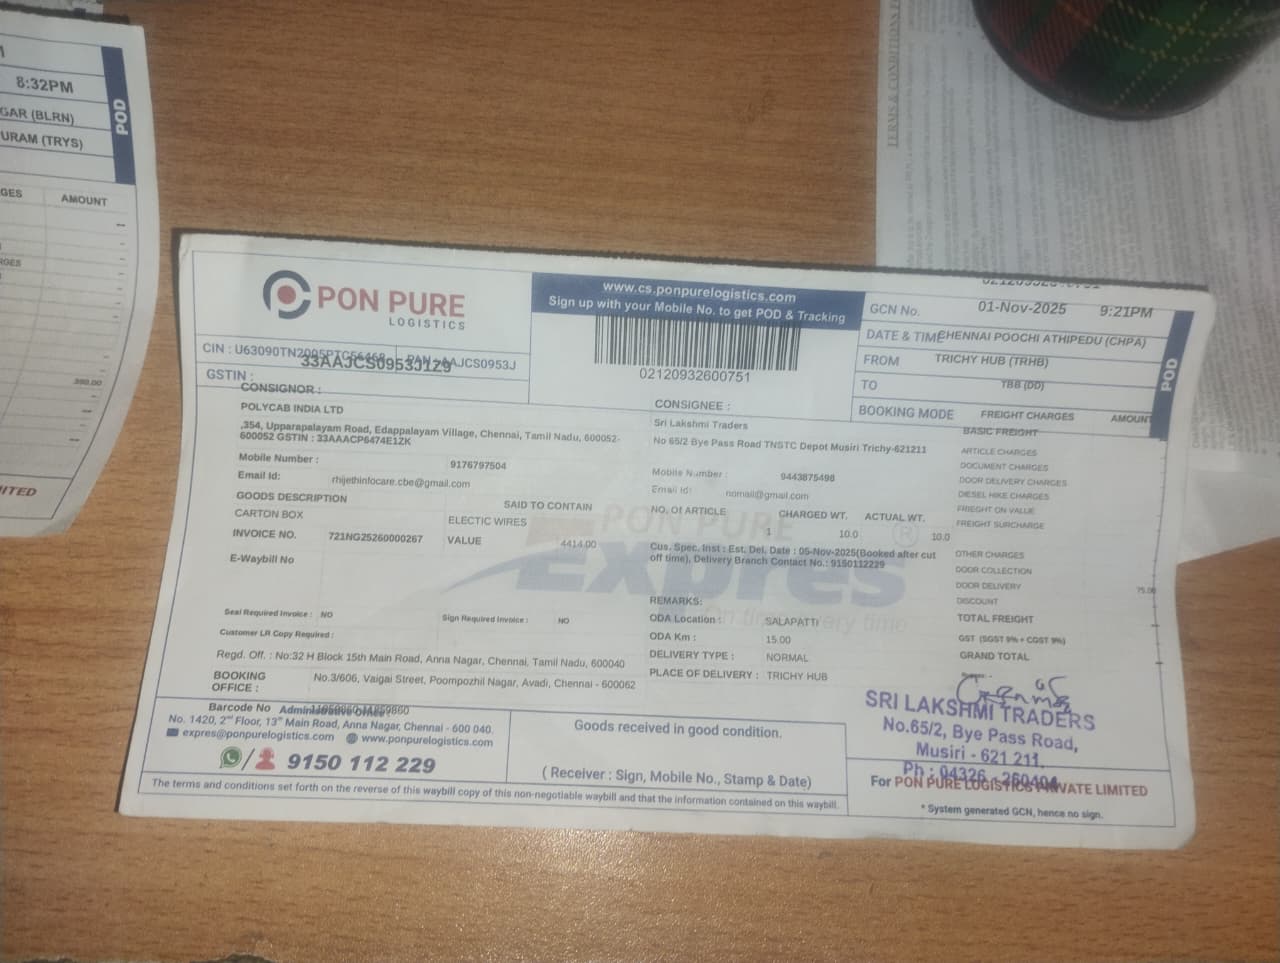 8:32PM
GAR (BLRN)
URAM (TRYS)
POD
GES AMOUNT
RGES
ITED
TERMS & CONDITIONS
PON PURE
LOGISTICS
www.cs.ponpurelogistics.com
Sign up with your Mobile No. to get POD & Tracking
02120932600751
CIN :
33AAJCS0953J1Z9
GSTIN :
GCN No. 01-Nov-2025 9:21PM
DATE & TIME CHENNAI POOCHI ATHIPEDU (CHPA)
FROM TRICHY HUB (TRHB)
TO TBB (DD)
BOOKING MODE FREIGHT CHARGES AMOUNT
POD
CONSIGNOR :
POLYCAB INDIA LTD
,354, Upparapalayam Road, Edappalayam Village, Chennai, Tamil Nadu, 600052-
600052 GSTIN : 33AAACP6474E1ZK
Mobile Number : 9176797504
Email Id: rhijethinfocare.cbe@gmail.com
GOODS DESCRIPTION SAID TO CONTAIN
CARTON BOX ELECTIC WIRES
INVOICE NO. 721NG25260000267 VALUE 4414.00
E-Waybill No
Seal Required Invoice : NO Sign Required Invoice : NO
Customer LR Copy Required :
Regd. Off. : No:32 H Block 15th Main Road, Anna Nagar, Chennai, Tamil Nadu, 600040
BOOKING
OFFICE : No.3/606, Vaigai Street, Poompozhil Nagar, Avadi, Chennai - 600062
Barcode No
Administrative Office :
No. 1420, 2nd Floor, 13th Main Road, Anna Nagar, Chennai - 600 040.
expres@ponpurelogistics.com www.ponpurelogistics.com
9150 112 229
CONSIGNEE :
Sri Lakshmi Traders
No 65/2 Bye Pass Road TNSTC Depot Musiri Trichy-621211
Mobile Number : 9443875498
Email Id: nomail@gmail.com
NO. Of ARTICLE CHARGED WT. ACTUAL WT.
1 10.0 10.0
Cus. Spec. Inst : Est. Del. Date : 05-Nov-2025(Booked after cut
off time), Delivery Branch Contact No.: 9150112229
PON PURE
Expres
On time every time
REMARKS:
ODA Location : SALAPATTI
ODA Km : 15.00
DELIVERY TYPE : NORMAL
PLACE OF DELIVERY : TRICHY HUB
BASIC FREIGHT
ARTICLE CHARGES
DOCUMENT CHARGES
DOOR DELIVERY CHARGES
DIESEL HIKE CHARGES
FRIEGHT ON VALUE
FREIGHT SURCHARGE
OTHER CHARGES
DOOR COLLECTION
DOOR DELIVERY 75.00
DISCOUNT
TOTAL FREIGHT
GST (SGST 9% + CGST 9%)
GRAND TOTAL
SRI LAKSHMI TRADERS
No.65/2, Bye Pass Road,
Musiri - 621 211.
Ph : 04326 - 260404
Goods received in good condition.
( Receiver : Sign, Mobile No., Stamp & Date)
For PON PURE LOGISTICS PRIVATE LIMITED
* System generated GCN, hence no sign.
The terms and conditions set forth on the reverse of this waybill copy of this non-negotiable waybill and that the information contained on this waybill.